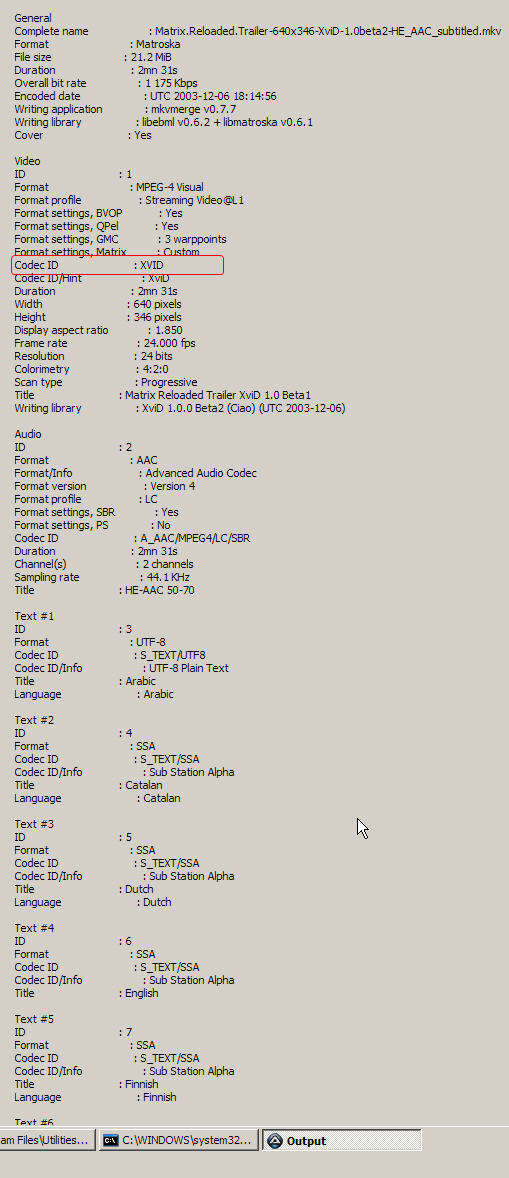 General
Complete name : Matrix.Reloaded.Trailer-640x346-XviD-1.0beta2-HE_AAC_subtitled.mkv
Format : Matroska
File size : 21.2 MiB
Duration : 2mn 31s
Overall bit rate : 1 175 Kbps
Encoded date : UTC 2003-12-06 18:14:56
Writing application : mkvmerge v0.7.7
Writing library : libebml v0.6.2 + libmatroska v0.6.1
Cover : Yes
Video
ID : 1
Format : MPEG-4 Visual
Format profile : Streaming Video@L1
Format settings, BVOP : Yes
Format settings, QPel : Yes
Format settings, GMC : 3 warppoints
Format settings, Matrix : Custom
Codec ID : XVID
Codec ID/Hint : XviD
Duration : 2mn 31s
Width : 640 pixels
Height : 346 pixels
Display aspect ratio : 1.850
Frame rate : 24.000 fps
Resolution : 24 bits
Colorimetry : 4:2:0
Scan type : Progressive
Title : Matrix Reloaded Trailer XviD 1.0 Beta1
Writing library : XviD 1.0.0 Beta2 (Ciao) (UTC 2003-12-06)
Audio
ID : 2
Format : AAC
Format/Info : Advanced Audio Codec
Format version : Version 4
Format profile : LC
Format settings, SBR : Yes
Format settings, PS : No
Codec ID : A_AAC/MPEG4/LC/SBR
Duration : 2mn 31s
Channel(s) : 2 channels
Sampling rate : 44.1 KHz
Title : HE-AAC 50-70
Text #1
ID : 3
Format : UTF-8
Codec ID : S_TEXT/UTF8
Codec ID/Info : UTF-8 Plain Text
Title : Arabic
Language : Arabic
Text #2
ID : 4
Format : SSA
Codec ID : S_TEXT/SSA
Codec ID/Info : Sub Station Alpha
Title : Catalan
Language : Catalan
Text #3
ID : 5
Format : SSA
Codec ID : S_TEXT/SSA
Codec ID/Info : Sub Station Alpha
Title : Dutch
Language : Dutch
Text #4
ID : 6
Format : SSA
Codec ID : S_TEXT/SSA
Codec ID/Info : Sub Station Alpha
Title : English
Text #5
ID : 7
Format : SSA
Codec ID : S_TEXT/SSA
Codec ID/Info : Sub Station Alpha
Title : Finnish
Language : Finnish
Text #6
am Files\Utilities... C:\WINDOWS\system32... Output